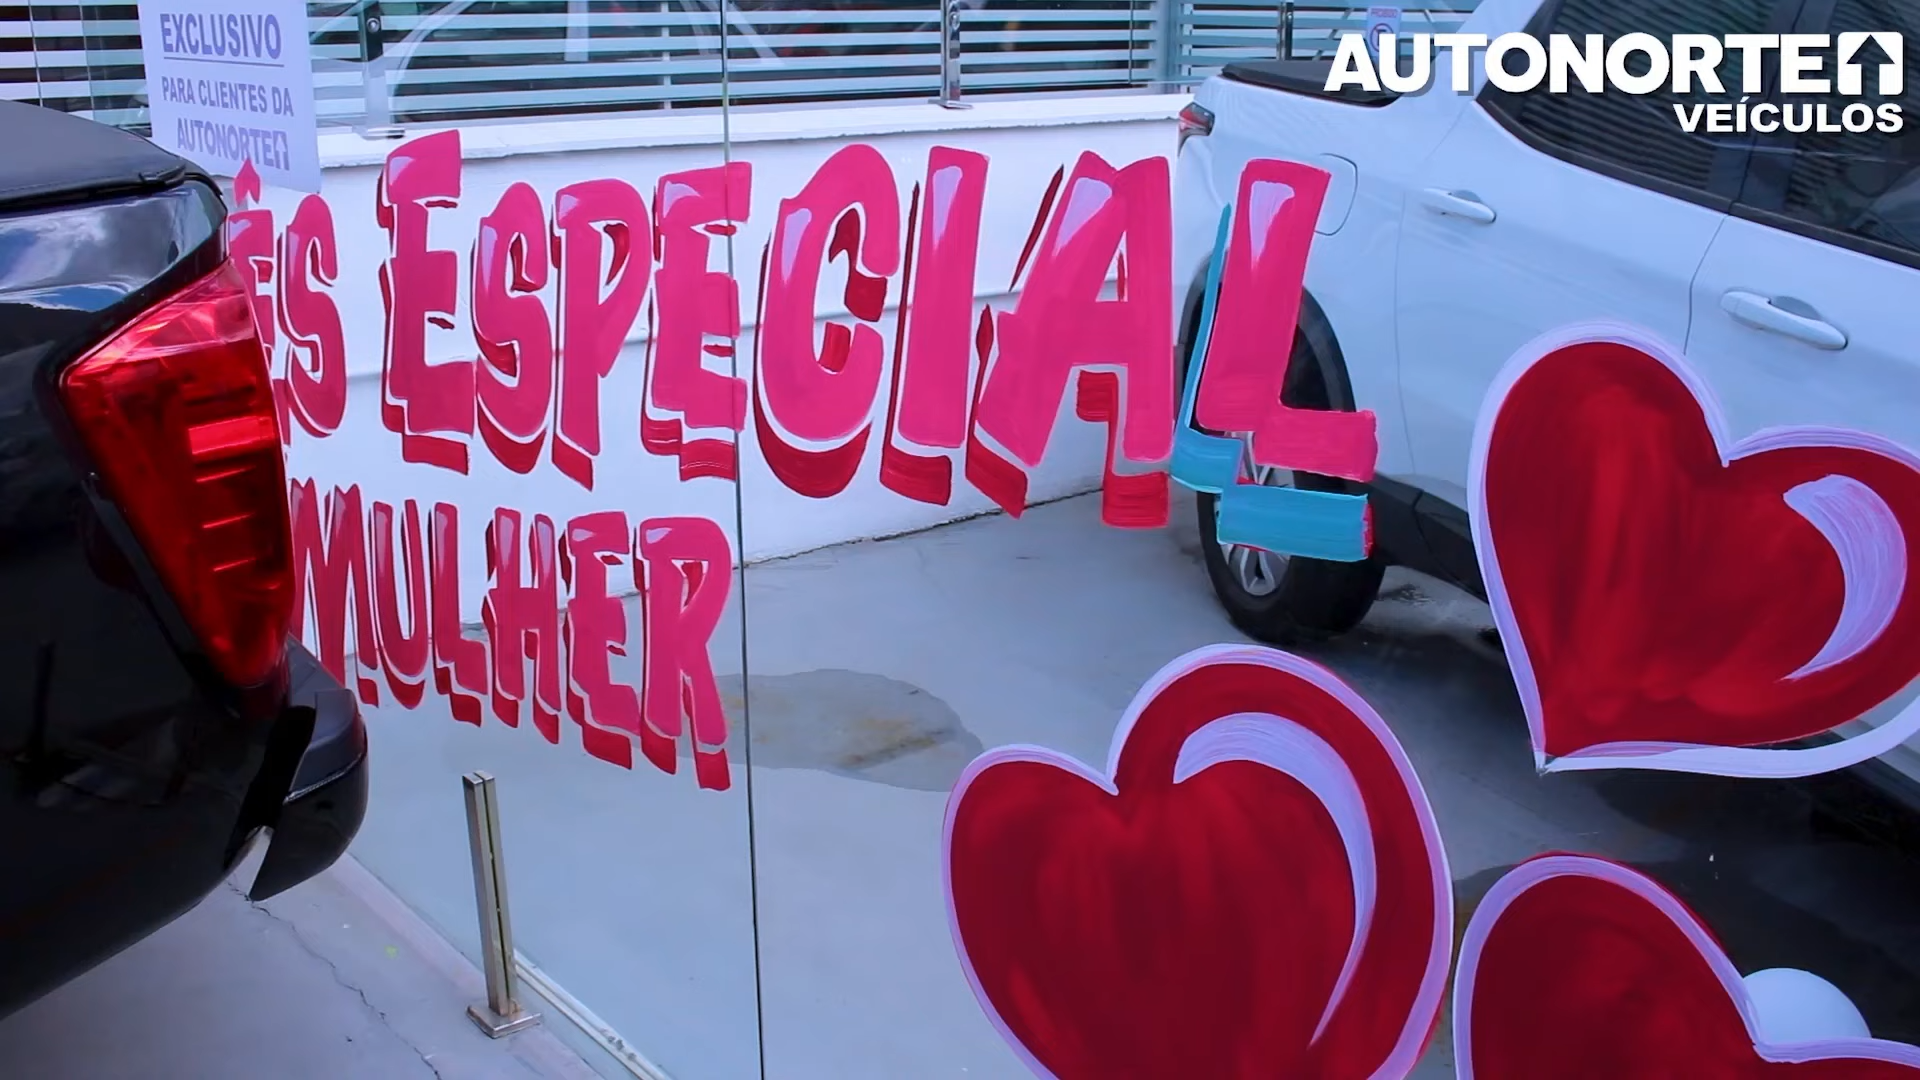 EXCLUSIVO
PARA CLIENTES DA
AUTONORTE
AUTONORTE
VEÍCULOS
ÊS ESPECIAL
MULHER